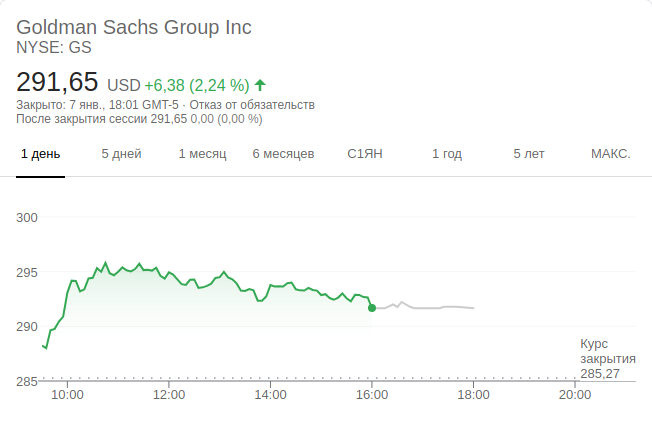 Goldman Sachs Group Inc
NYSE: GS
291,65 USD +6,38 (2,24 %)
Закрыто: 7 янв., 18:01 GMT-5 · Отказ от обязательств
После закрытия сессии 291,65 0,00 (0,00 %)
1 день 5 дней 1 месяц 6 месяцев С1ЯН 1 год 5 лет МАКС.
300
295
290
285
Курс
закрытия
285,27
10:00 12:00 14:00 16:00 18:00 20:00